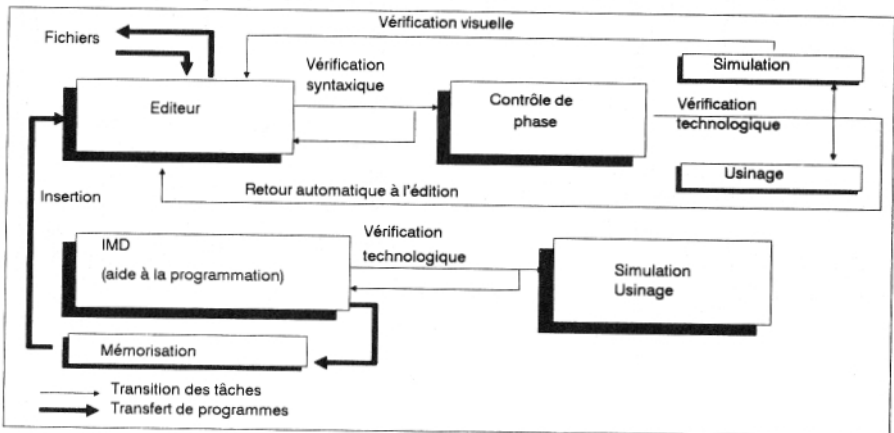 Vérification visuelle
Fichiers
Vérification
syntaxique
Simulation
Editeur
Contrôle de
phase
Vérification
technologique
Usinage
Insertion
Retour automatique à l'édition
IMD
(aide à la programmation)
Vérification
technologique
Simulation
Usinage
Mémorisation
Transition des tâches
Transfert de programmes